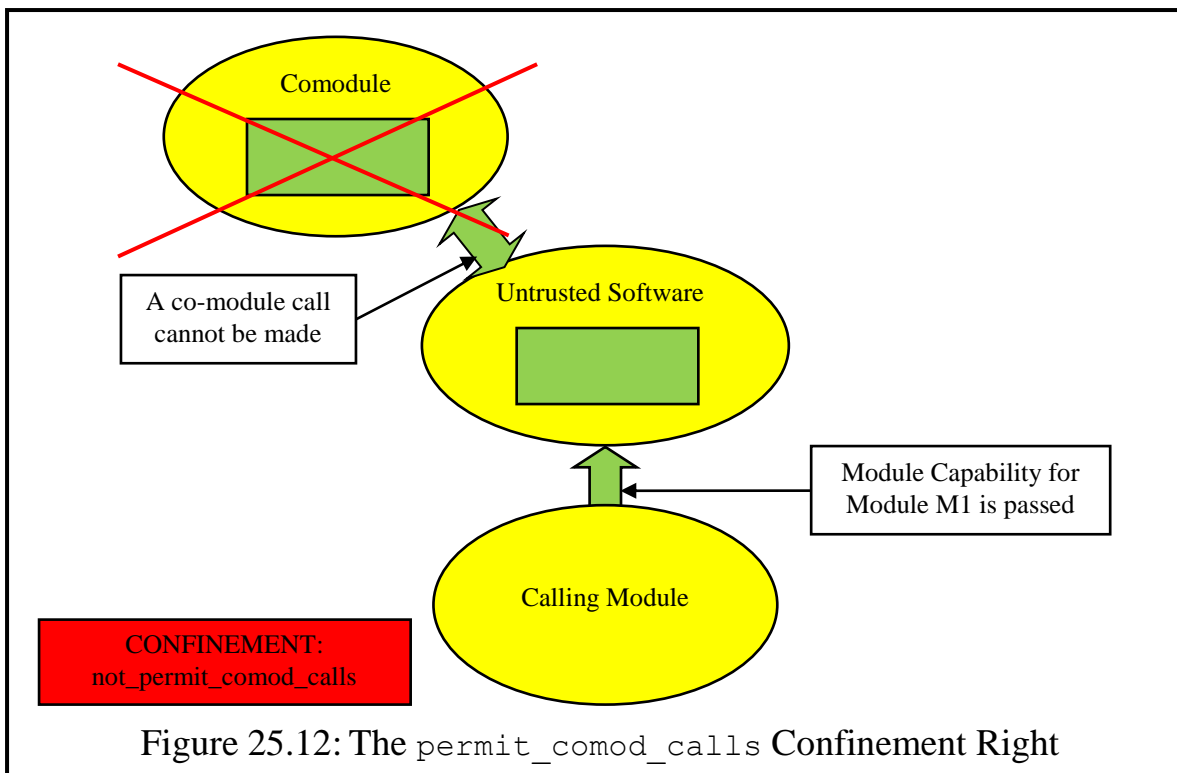 Comodule
A co-module call
cannot be made
Untrusted Software
Module Capability for
Module M1 is passed
Calling Module
CONFINEMENT:
not_permit_comod_calls
Figure 25.12: The permit_comod_calls Confinement Right